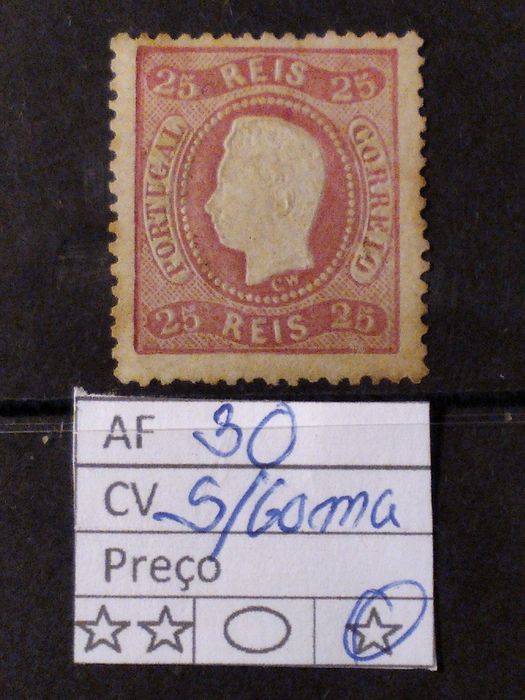 25 REIS 25
PORTUGAL
CORREIO
CW
25 REIS 25
AF 30
CV S/Goma
Preço